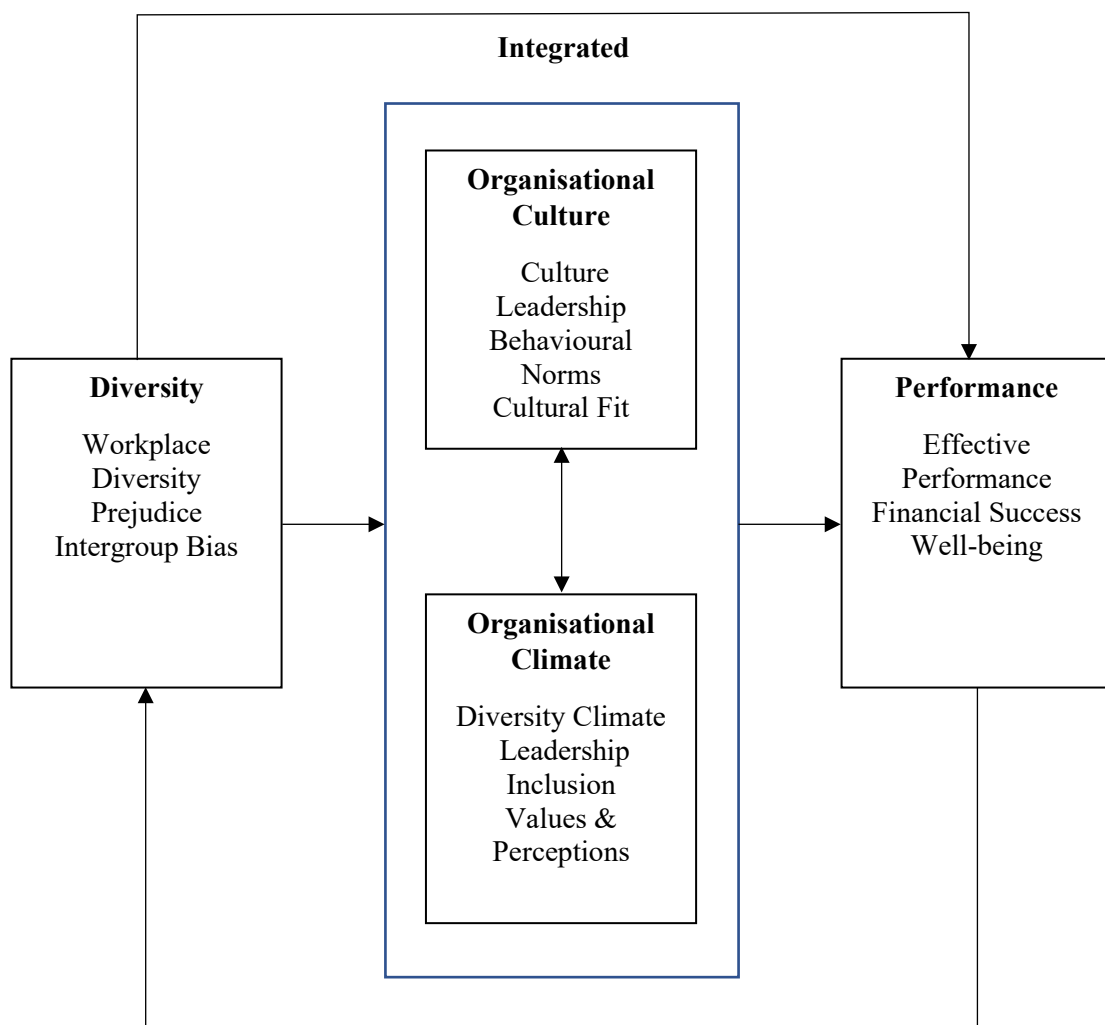 Integrated
Organisational
Culture
Culture
Leadership
Behavioural
Norms
Cultural Fit
Diversity
Workplace
Diversity
Prejudice
Intergroup Bias
Performance
Effective
Performance
Financial Success
Well-being
Organisational
Climate
Diversity Climate
Leadership
Inclusion
Values &
Perceptions